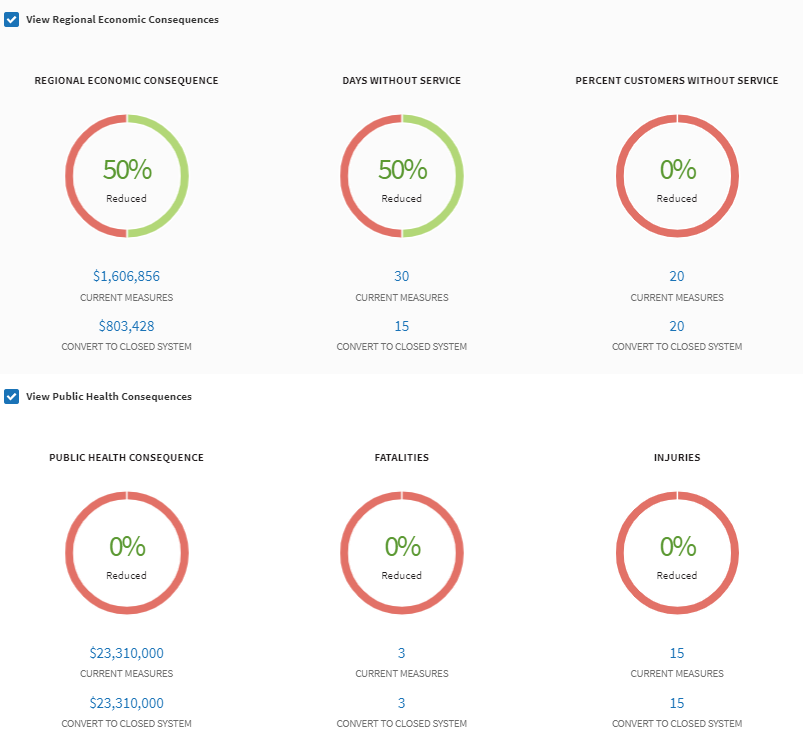 View Regional Economic Consequences
REGIONAL ECONOMIC CONSEQUENCE
DAYS WITHOUT SERVICE
PERCENT CUSTOMERS WITHOUT SERVICE
50%
Reduced
50%
Reduced
0%
Reduced
$1,606,856
CURRENT MEASURES
30
CURRENT MEASURES
20
CURRENT MEASURES
$803,428
CONVERT TO CLOSED SYSTEM
15
CONVERT TO CLOSED SYSTEM
20
CONVERT TO CLOSED SYSTEM
View Public Health Consequences
PUBLIC HEALTH CONSEQUENCE
FATALITIES
INJURIES
0%
Reduced
0%
Reduced
0%
Reduced
$23,310,000
CURRENT MEASURES
3
CURRENT MEASURES
15
CURRENT MEASURES
$23,310,000
CONVERT TO CLOSED SYSTEM
3
CONVERT TO CLOSED SYSTEM
15
CONVERT TO CLOSED SYSTEM